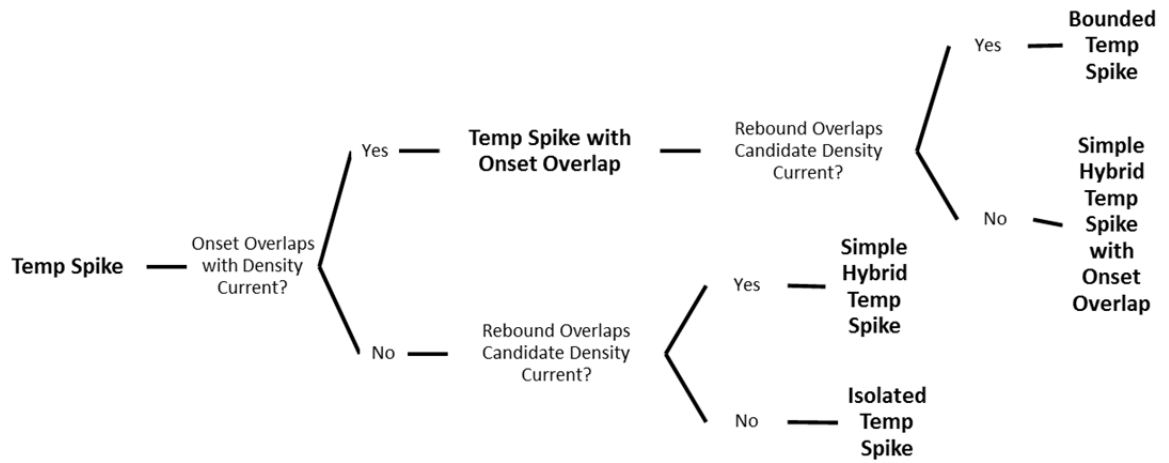 Temp Spike
Onset Overlaps
with Density
Current?
Yes
Temp Spike with
Onset Overlap
Rebound Overlaps
Candidate Density
Current?
Yes
Bounded
Temp
Spike
No
Simple
Hybrid
Temp
Spike
with
Onset
Overlap
No
Rebound Overlaps
Candidate Density
Current?
Yes
Simple
Hybrid
Temp
Spike
No
Isolated
Temp
Spike